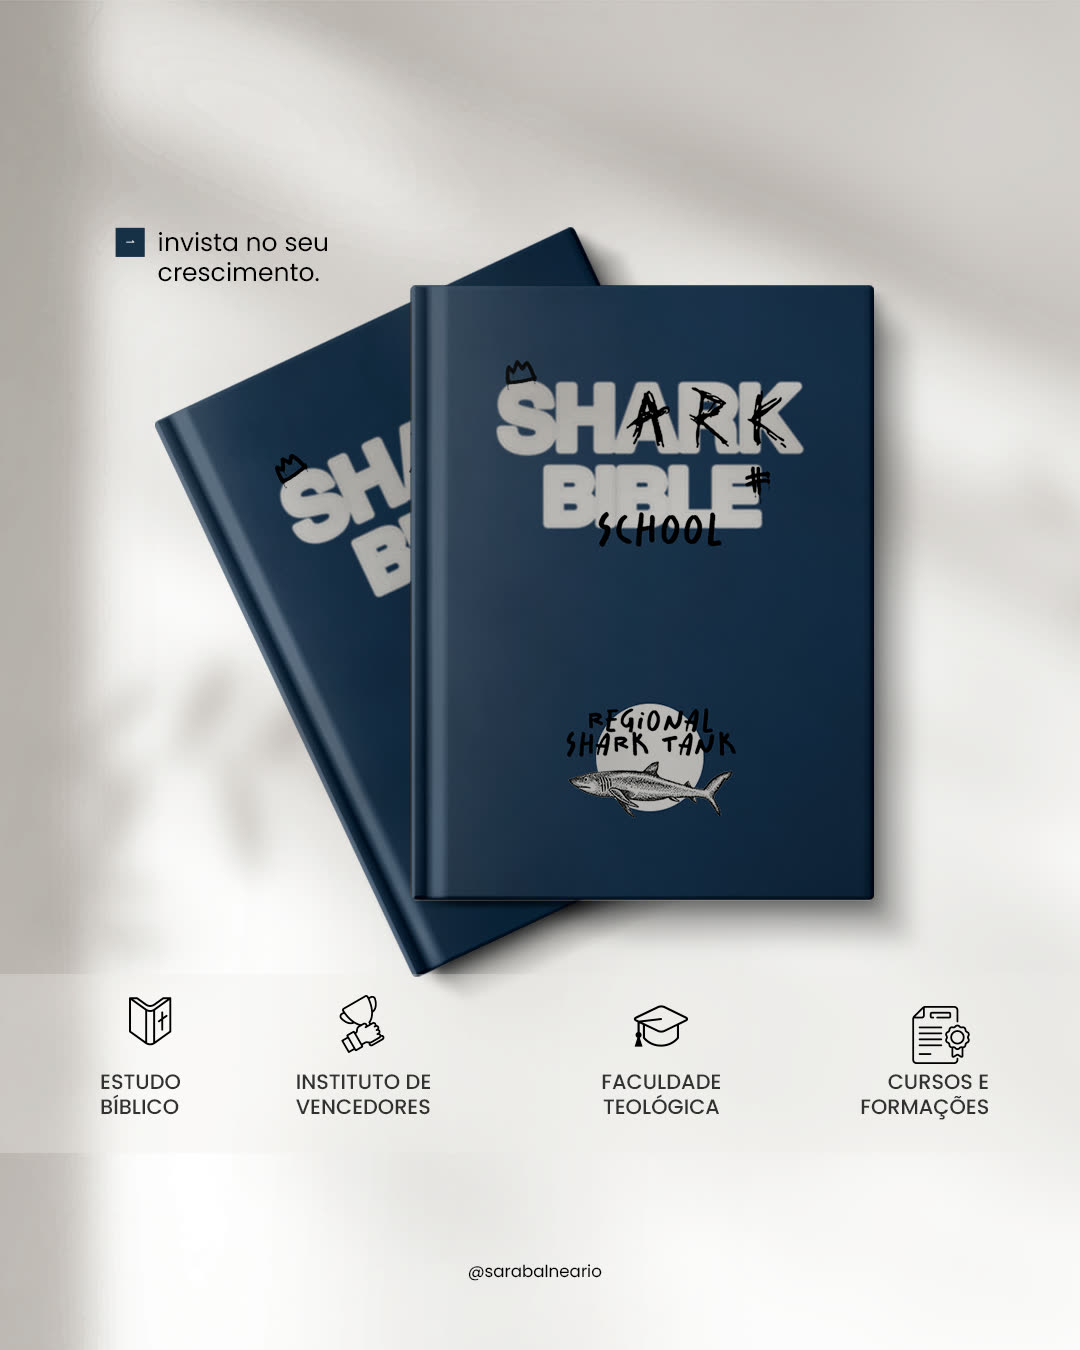 invista no seu
crescimento.
SHARK
BIBLE#
SCHOOL
REGIONAL
SHARK TANK
SHA
B
ESTUDO
BÍBLICO
INSTITUTO DE
VENCEDORES
FACULDADE
TEOLÓGICA
CURSOS E
FORMAÇÕES
@sarabalneario